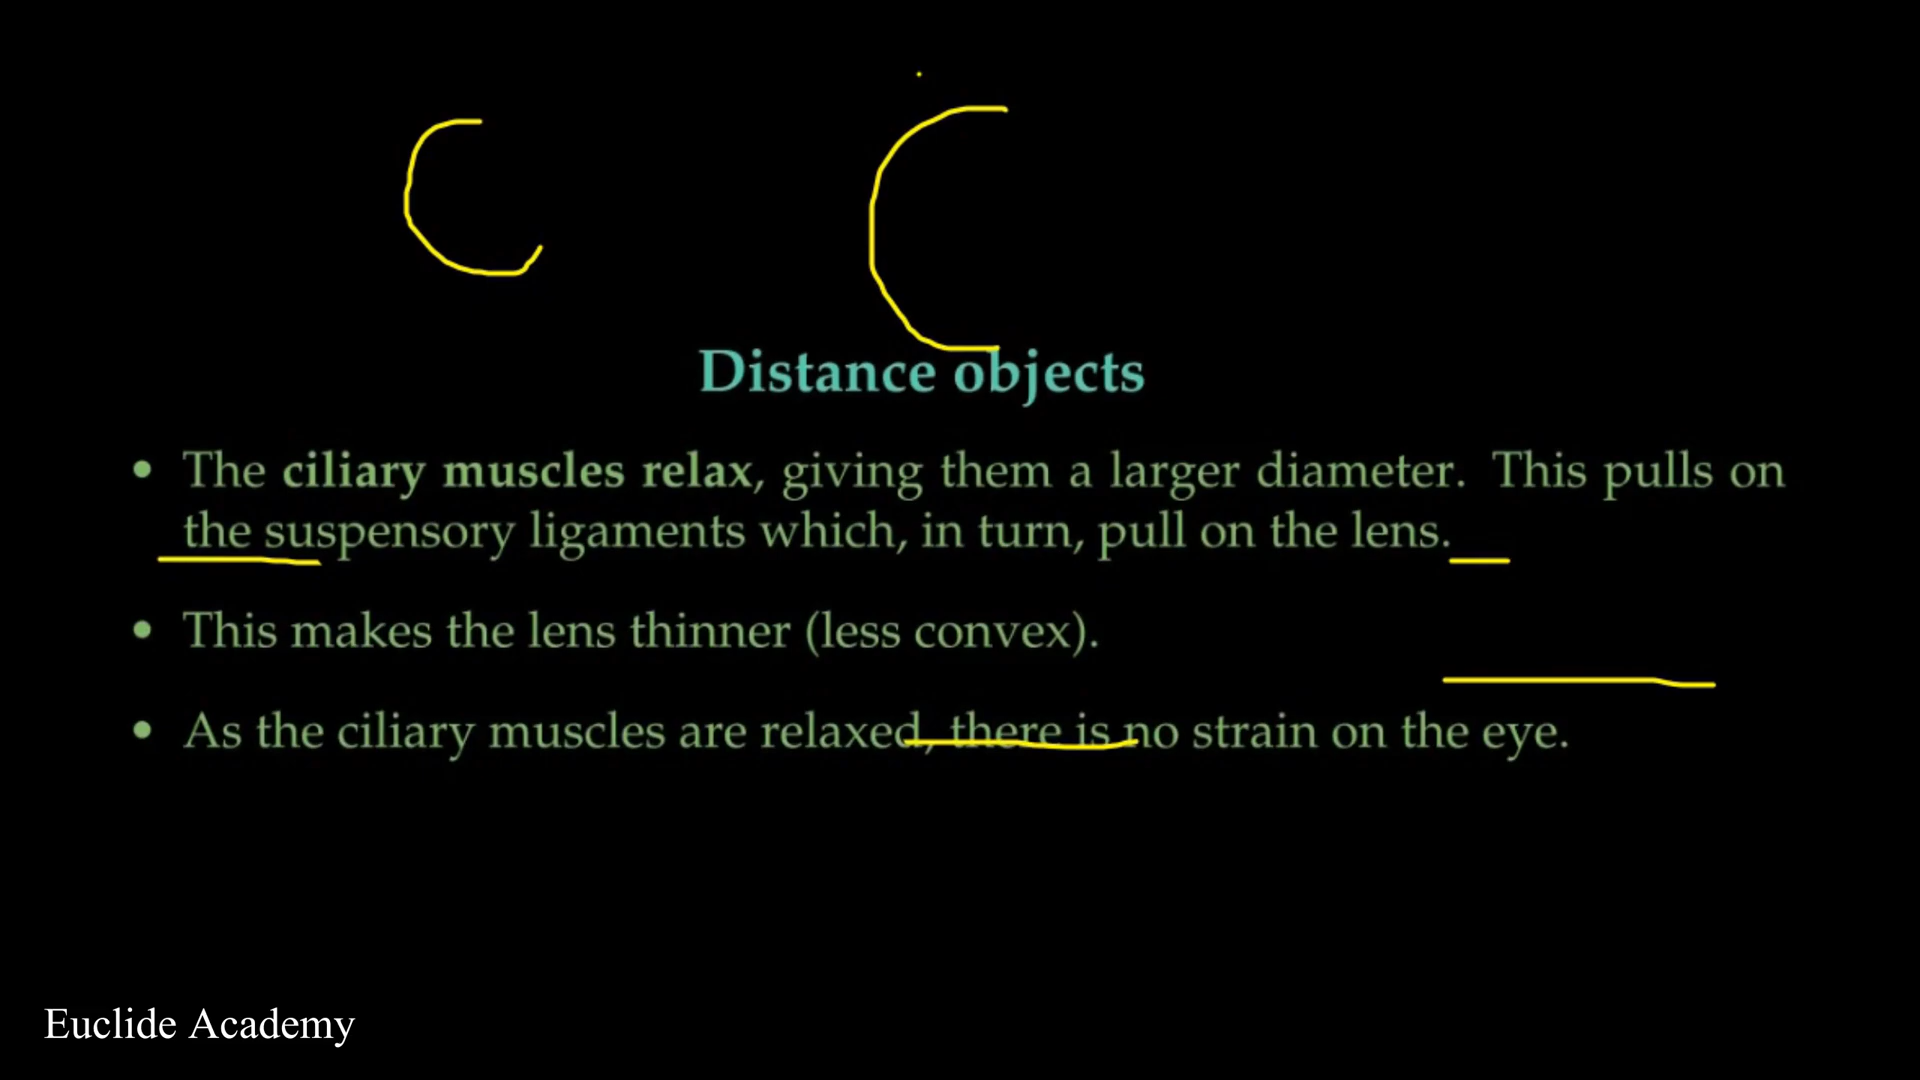 Distance objects
• The ciliary muscles relax, giving them a larger diameter. This pulls on
the suspensory ligaments which, in turn, pull on the lens.
• This makes the lens thinner (less convex).
• As the ciliary muscles are relaxed, there is no strain on the eye.
Euclide Academy